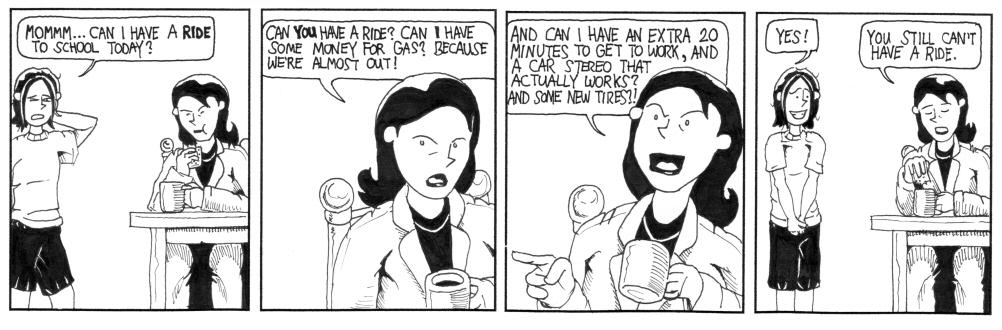 MOMMM... CAN I HAVE A RIDE
TO SCHOOL TODAY?
CAN YOU HAVE A RIDE? CAN I HAVE
SOME MONEY FOR GAS? BECAUSE
WE'RE ALMOST OUT!
AND CAN I HAVE AN EXTRA 20
MINUTES TO GET TO WORK, AND
A CAR STEREO THAT
ACTUALLY WORKS?
AND SOME NEW TIRES?!
YES!
YOU STILL CAN'T
HAVE A RIDE.